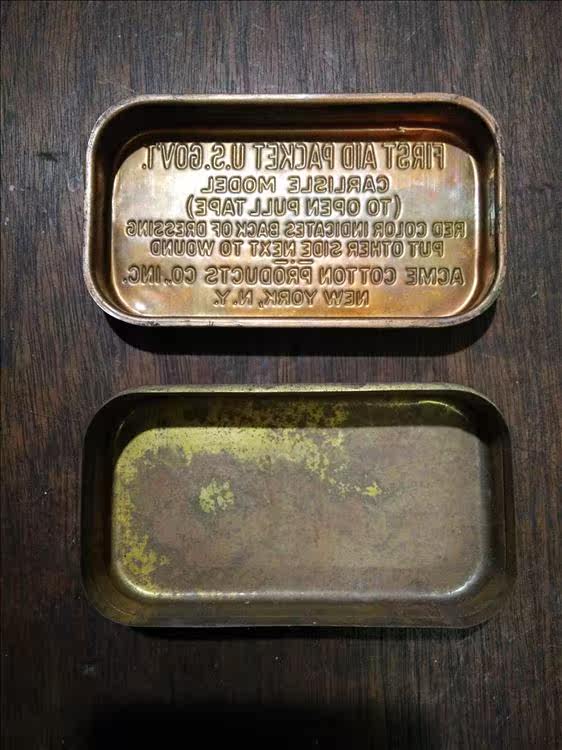 FIRST AID PACKET U.S. GOV'T.
CARLISLE MODEL
(TO OPEN PULL TAPE)
RED COLOR INDICATES BACK OF DRESSING
PUT OTHER SIDE NEXT TO WOUND
ACME COTTON PRODUCTS CO., INC.
NEW YORK, N.Y.